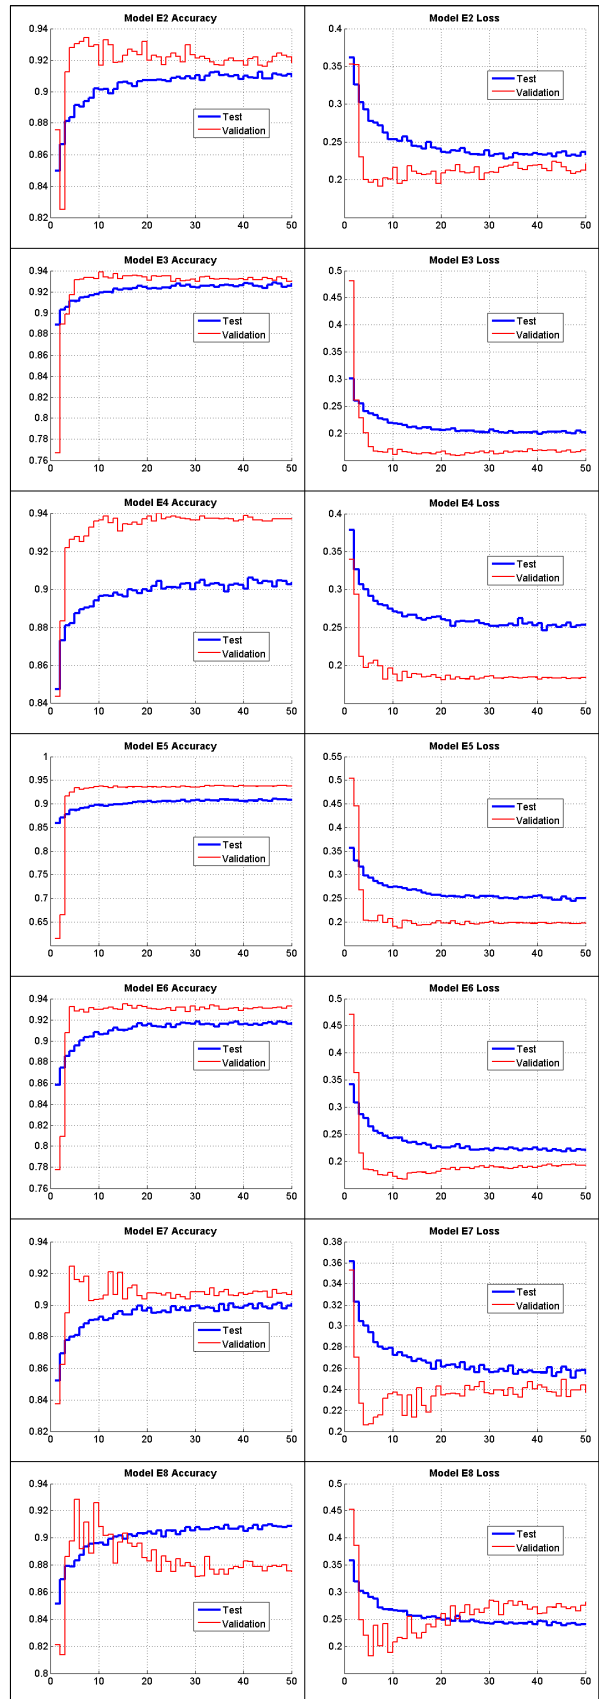 Model E2 Accuracy
0.94
0.92
0.9
0.88
0.86
0.84
0.82
0 10 20 30 40 50
Test
Validation
Model E2 Loss
0.4
0.35
0.3
0.25
0.2
0 10 20 30 40 50
Test
Validation
Model E3 Accuracy
0.94
0.92
0.9
0.88
0.86
0.84
0.82
0.8
0.78
0.76
0 10 20 30 40 50
Test
Validation
Model E3 Loss
0.5
0.45
0.4
0.35
0.3
0.25
0.2
0 10 20 30 40 50
Test
Validation
Model E4 Accuracy
0.94
0.92
0.9
0.88
0.86
0.84
0 10 20 30 40 50
Test
Validation
Model E4 Loss
0.4
0.35
0.3
0.25
0.2
0 10 20 30 40 50
Test
Validation
Model E5 Accuracy
1
0.95
0.9
0.85
0.8
0.75
0.7
0.65
0 10 20 30 40 50
Test
Validation
Model E5 Loss
0.55
0.5
0.45
0.4
0.35
0.3
0.25
0.2
0 10 20 30 40 50
Test
Validation
Model E6 Accuracy
0.94
0.92
0.9
0.88
0.86
0.84
0.82
0.8
0.78
0.76
0 10 20 30 40 50
Test
Validation
Model E6 Loss
0.5
0.45
0.4
0.35
0.3
0.25
0.2
0 10 20 30 40 50
Test
Validation
Model E7 Accuracy
0.94
0.92
0.9
0.88
0.86
0.84
0.82
0 10 20 30 40 50
Test
Validation
Model E7 Loss
0.38
0.36
0.34
0.32
0.3
0.28
0.26
0.24
0.22
0.2
0 10 20 30 40 50
Test
Validation
Model E8 Accuracy
0.94
0.92
0.9
0.88
0.86
0.84
0.82
0.8
0 10 20 30 40 50
Test
Validation
Model E8 Loss
0.5
0.45
0.4
0.35
0.3
0.25
0.2
0 10 20 30 40 50
Test
Validation